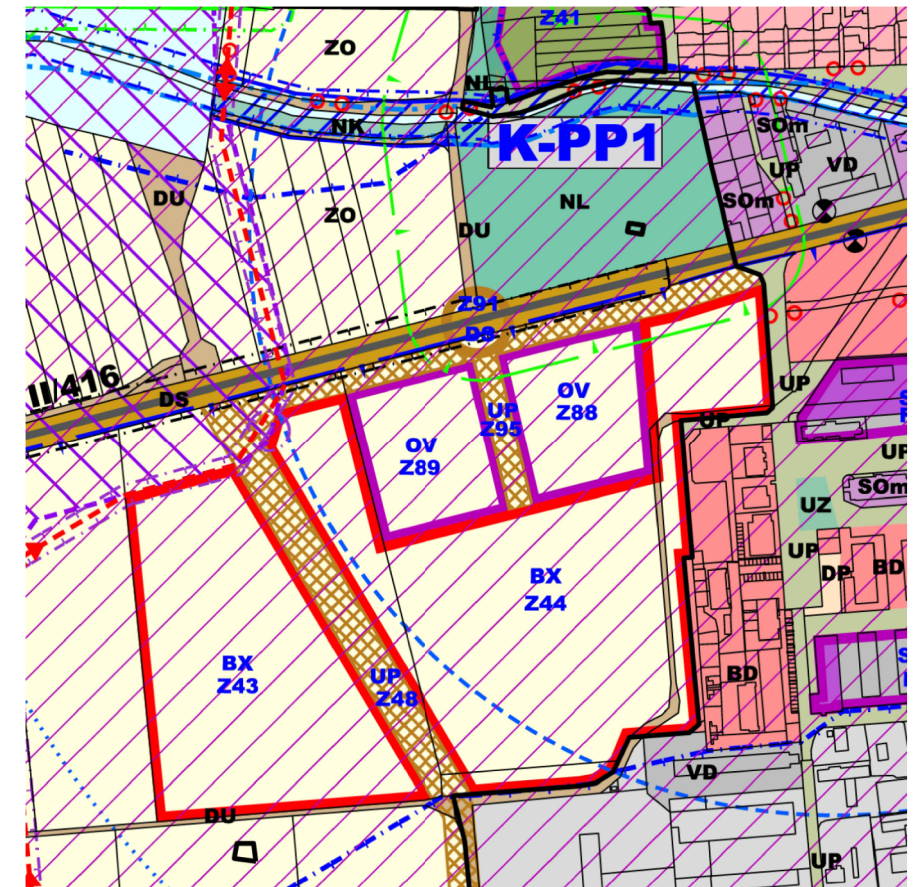 Z41
ZO
NL
NK
K-PP1
SOm
UP
VD
DU
ZO
DU
NL
SOm
Z91
DS
II/416
DS
UP
OV
Z88
UP
Z95
UP
OV
Z89
UP
SOm
UZ
UP
DP
BD
BX
Z44
BX
Z43
UP
Z48
BD
VD
DU
UP